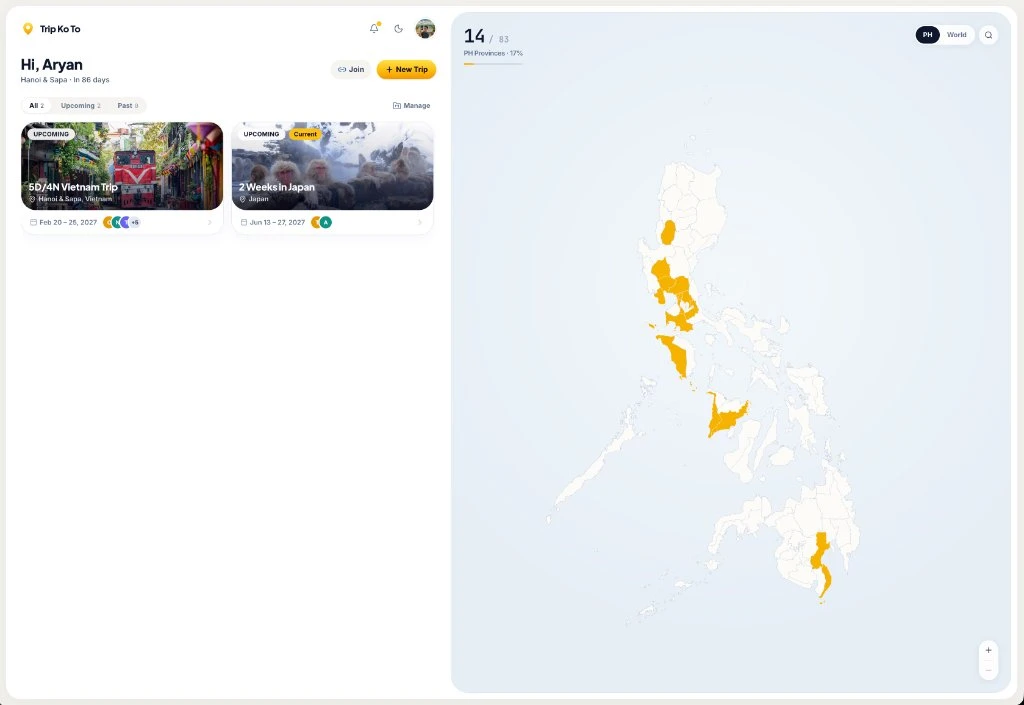 Trip Ko To
Hi, Aryan
Hanoi & Sapa · In 86 days
Join
+ New Trip
All 2
Upcoming 2
Past 0
Manage
UPCOMING
5D/4N Vietnam Trip
Hanoi & Sapa, Vietnam
Feb 20 – 26, 2027
+5
UPCOMING
Current
2 Weeks in Japan
Japan
Jun 13 – 27, 2027
A
14 / 83
PH Provinces · 17%
PH
World
+
−